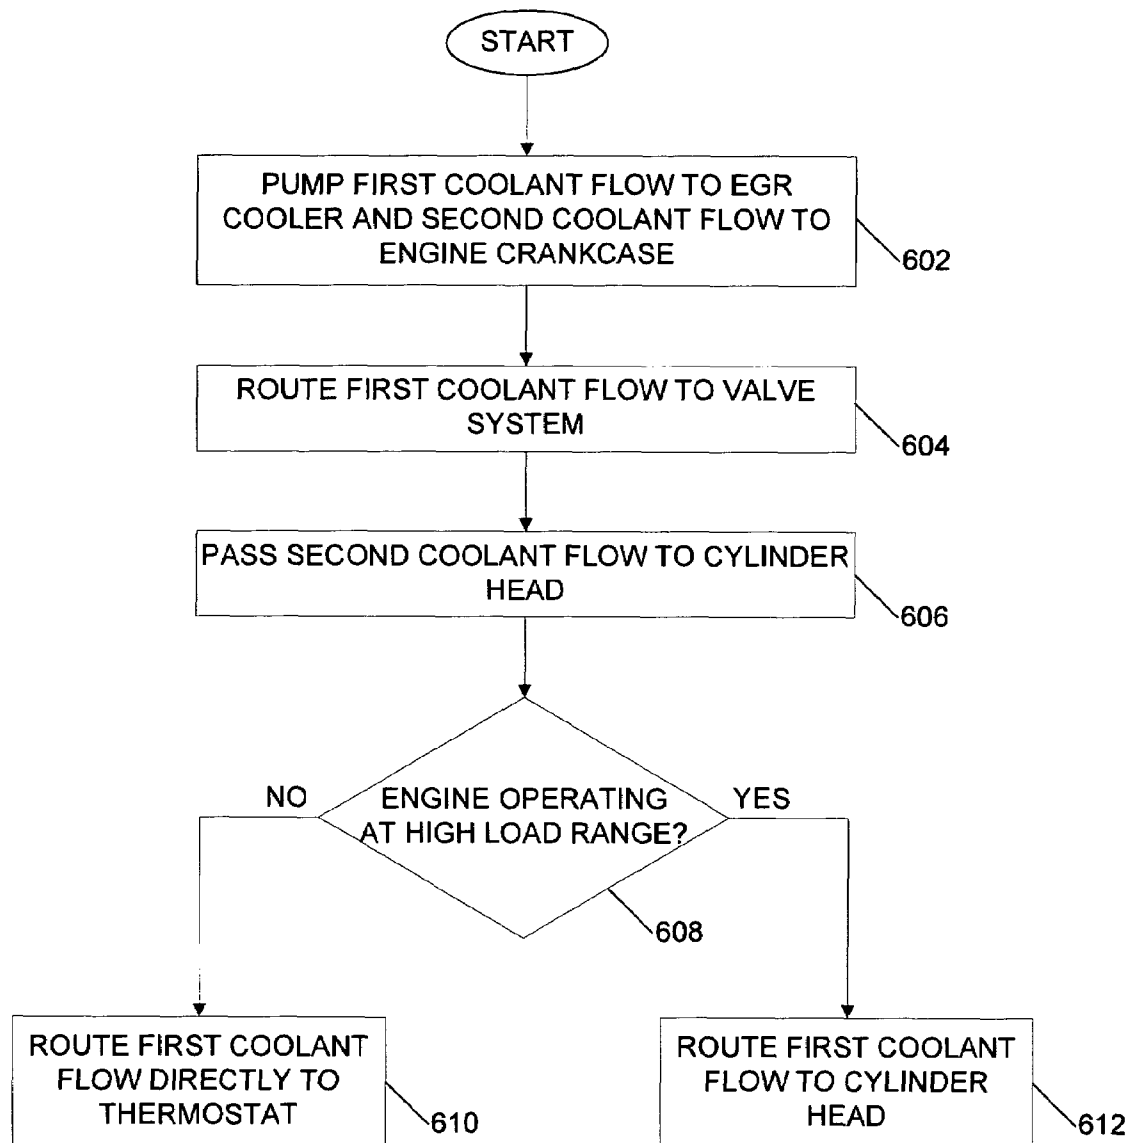 START
PUMP FIRST COOLANT FLOW TO EGR
COOLER AND SECOND COOLANT FLOW TO
ENGINE CRANKCASE
602
ROUTE FIRST COOLANT FLOW TO VALVE
SYSTEM
604
PASS SECOND COOLANT FLOW TO CYLINDER
HEAD
606
NO
ENGINE OPERATING
AT HIGH LOAD RANGE?
YES
608
ROUTE FIRST COOLANT
FLOW DIRECTLY TO
THERMOSTAT
610
ROUTE FIRST COOLANT
FLOW TO CYLINDER
HEAD
612